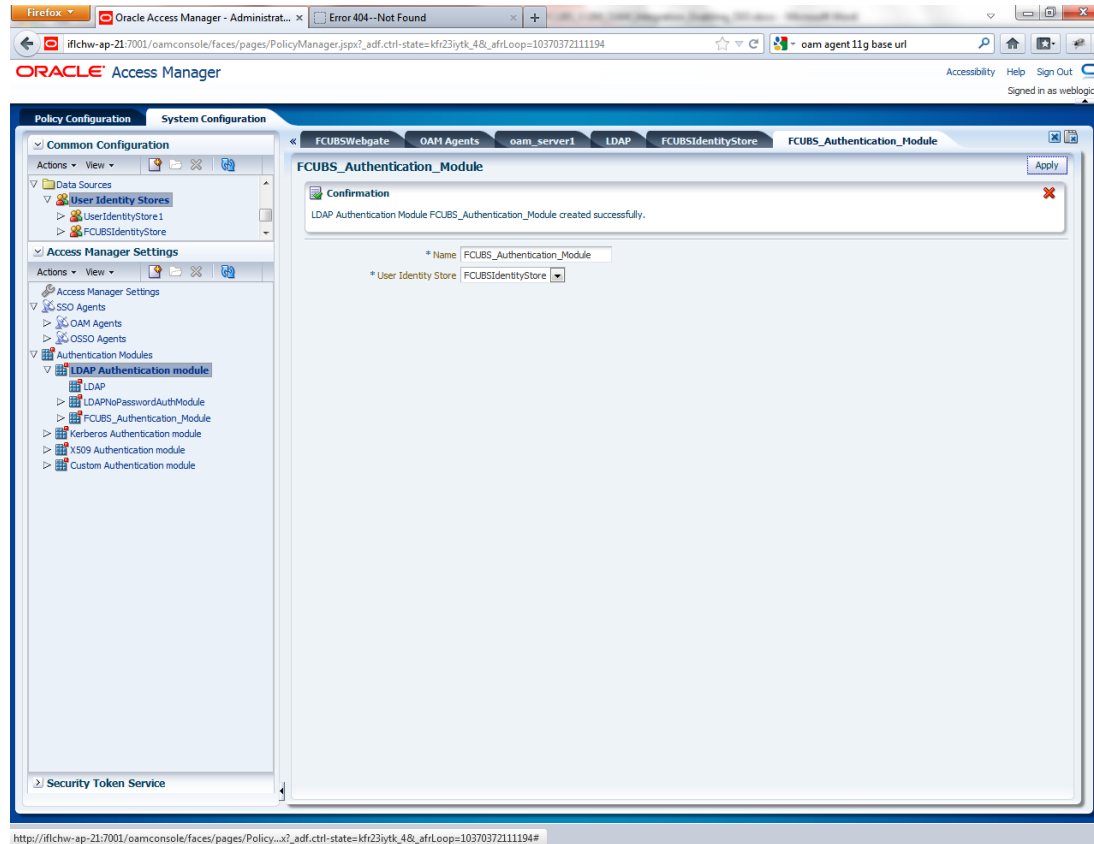 Firefox
Oracle Access Manager - Administrat...
Error 404--Not Found
iflchw-ap-21:7001/oamconsole/faces/pages/PolicyManager.jspx?_adf.ctrl-state=kfr23iytk_4&_afrLoop=10370372111194
oam agent 11g base url
ORACLE Access Manager
Accessibility Help Sign Out
Signed in as weblogic
Policy Configuration System Configuration
Common Configuration
Actions View
Data Sources
User Identity Stores
UserIdentityStore1
FCUBSIdentityStore
Access Manager Settings
Actions View
Access Manager Settings
SSO Agents
OAM Agents
OSSO Agents
Authentication Modules
LDAP Authentication module
LDAP
LDAPNoPasswordAuthModule
FCUBS_Authentication_Module
Kerberos Authentication module
X509 Authentication module
Custom Authentication module
Security Token Service
« FCUBSWebgate OAM Agents oam_server1 LDAP FCUBSIdentityStore FCUBS_Authentication_Module
FCUBS_Authentication_Module Apply
Confirmation
LDAP Authentication Module FCUBS_Authentication_Module created successfully.
* Name FCUBS_Authentication_Module
* User Identity Store FCUBSIdentityStore
http://iflchw-ap-21:7001/oamconsole/faces/pages/Policy...x?_adf.ctrl-state=kfr23iytk_4&_afrLoop=10370372111194#